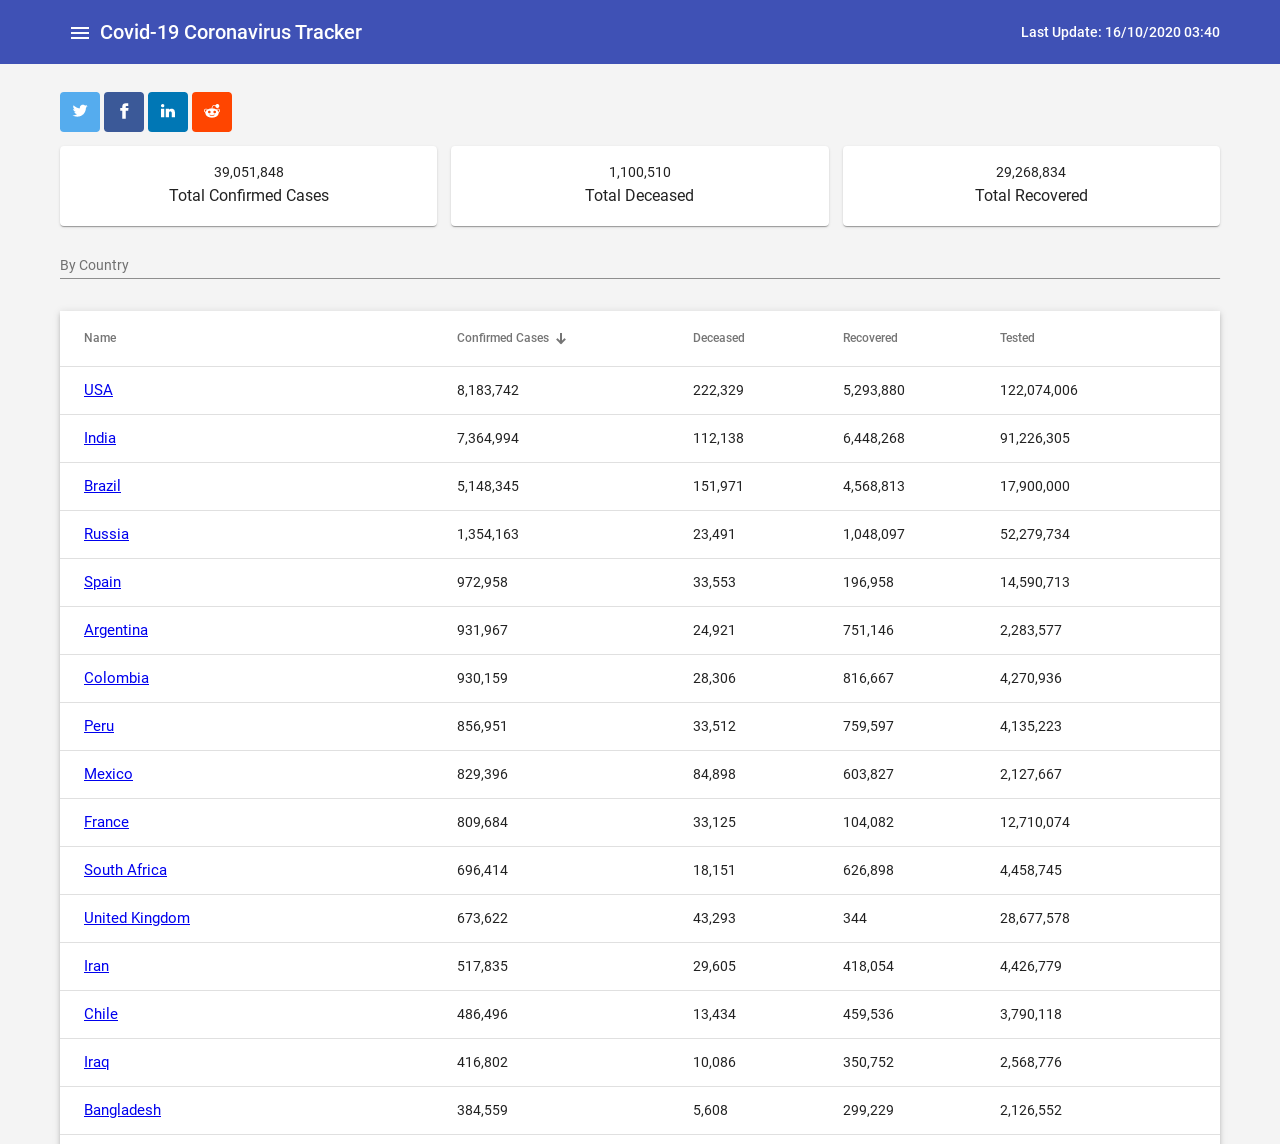 Covid-19 Coronavirus Tracker Last Update: 16/10/2020 03:40
39,051,848 1,100,510 29,268,834
Total Confirmed Cases Total Deceased Total Recovered
By Country
Name Confirmed Cases Deceased Recovered Tested
USA 8,183,742 222,329 5,293,880 122,074,006
India 7,364,994 112,138 6,448,268 91,226,305
Brazil 5,148,345 151,971 4,568,813 17,900,000
Russia 1,354,163 23,491 1,048,097 52,279,734
Spain 972,958 33,553 196,958 14,590,713
Argentina 931,967 24,921 751,146 2,283,577
Colombia 930,159 28,306 816,667 4,270,936
Peru 856,951 33,512 759,597 4,135,223
Mexico 829,396 84,898 603,827 2,127,667
France 809,684 33,125 104,082 12,710,074
South Africa 696,414 18,151 626,898 4,458,745
United Kingdom 673,622 43,293 344 28,677,578
Iran 517,835 29,605 418,054 4,426,779
Chile 486,496 13,434 459,536 3,790,118
Iraq 416,802 10,086 350,752 2,568,776
Bangladesh 384,559 5,608 299,229 2,126,552